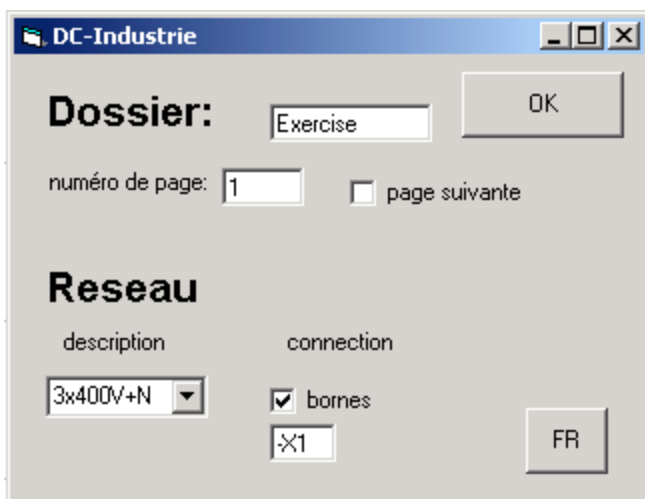 DC-Industrie
Dossier:
Exercise
OK
numéro de page:
1
page suivante
Reseau
description
connection
3x400V+N
bornes
-X1
FR